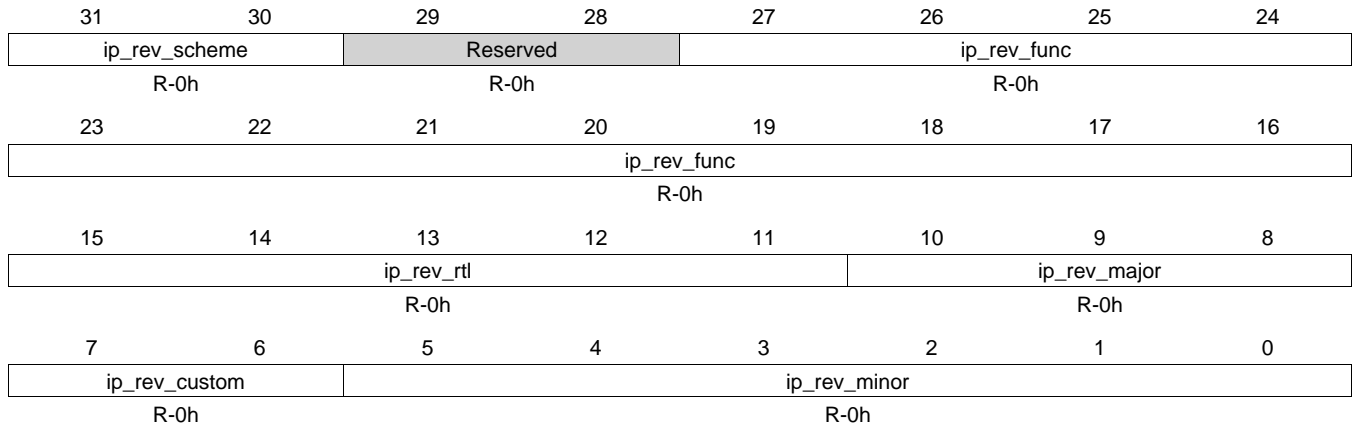 31 30 29 28 27 26 25 24
ip_rev_scheme Reserved ip_rev_func
R-0h R-0h R-0h
23 22 21 20 19 18 17 16
ip_rev_func
R-0h
15 14 13 12 11 10 9 8
ip_rev_rtl ip_rev_major
R-0h R-0h
7 6 5 4 3 2 1 0
ip_rev_custom ip_rev_minor
R-0h R-0h